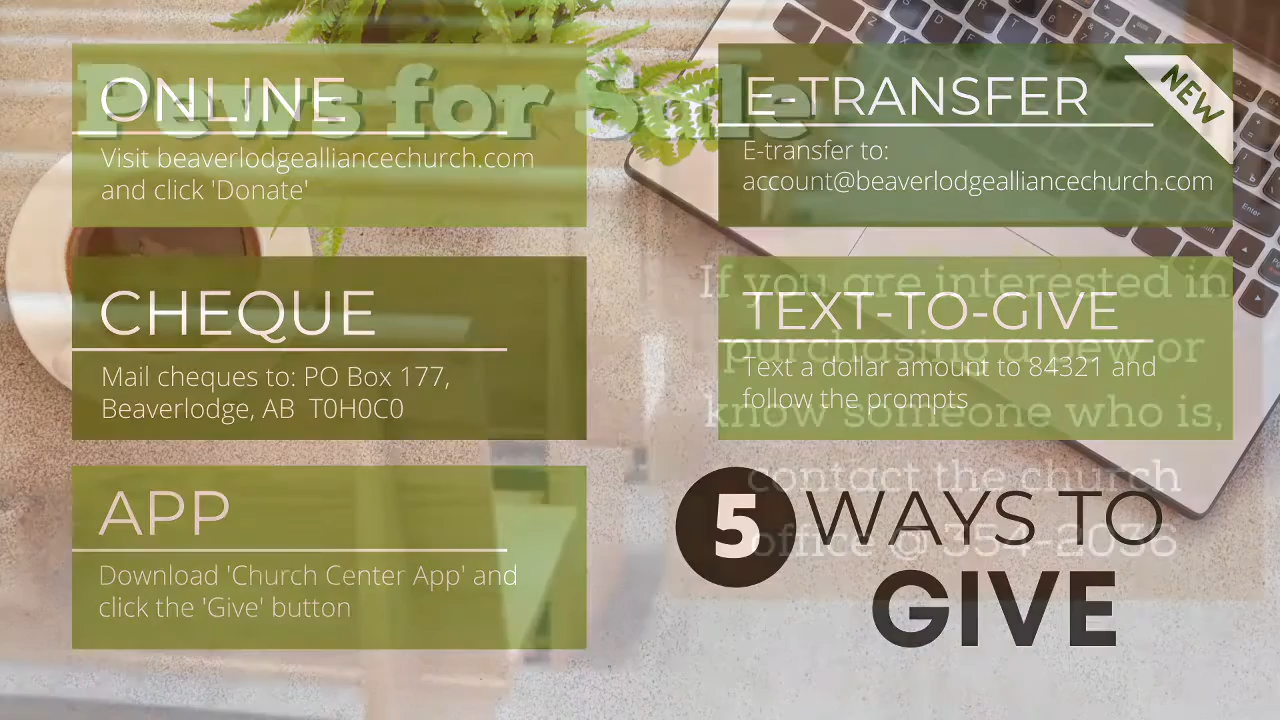 Pews for Sale
ONLINE
Visit beaverlodgealliancechurch.com
and click 'Donate'
E-TRANSFER
NEW
E-transfer to:
account@beaverlodgealliancechurch.com
CHEQUE
Mail cheques to: PO Box 177,
Beaverlodge, AB T0H0C0
TEXT-TO-GIVE
Text a dollar amount to 84321 and
follow the prompts
If you are interested in
purchasing a pew or
know someone who is,
contact the church
office @ 354-2036
APP
Download 'Church Center App' and
click the 'Give' button
5 WAYS TO
GIVE